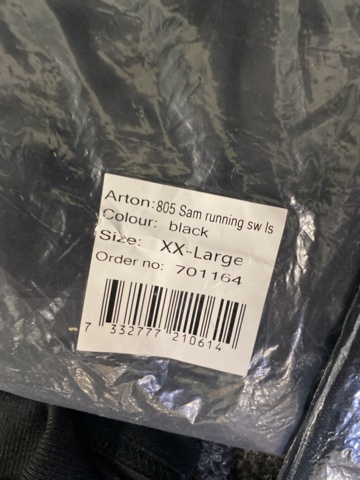 Arton: 805 Sam running sw ls
Colour: black
Size: XX-Large
Order no: 701164
7 332777 210614